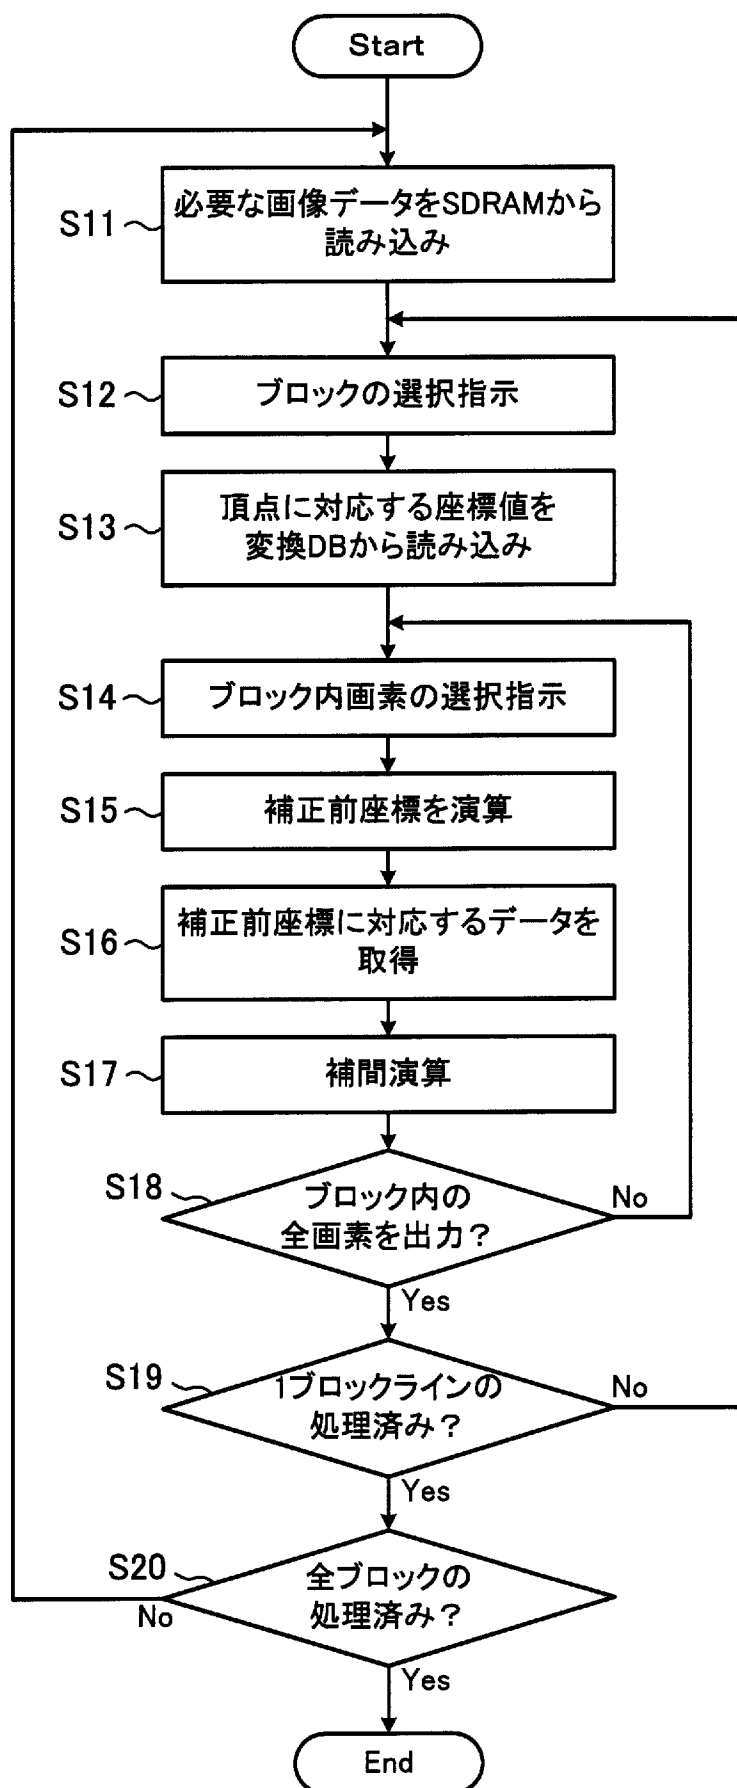 Start
S11
必要な画像データをSDRAMから
読み込み
S12
ブロックの選択指示
S13
頂点に対応する座標値を
変換DBから読み込み
S14
ブロック内画素の選択指示
S15
補正前座標を演算
S16
補正前座標に対応するデータを
取得
S17
補間演算
S18
ブロック内の
全画素を出力?
No
Yes
S19
1ブロックラインの
処理済み?
No
Yes
S20
全ブロックの
処理済み?
No
Yes
End